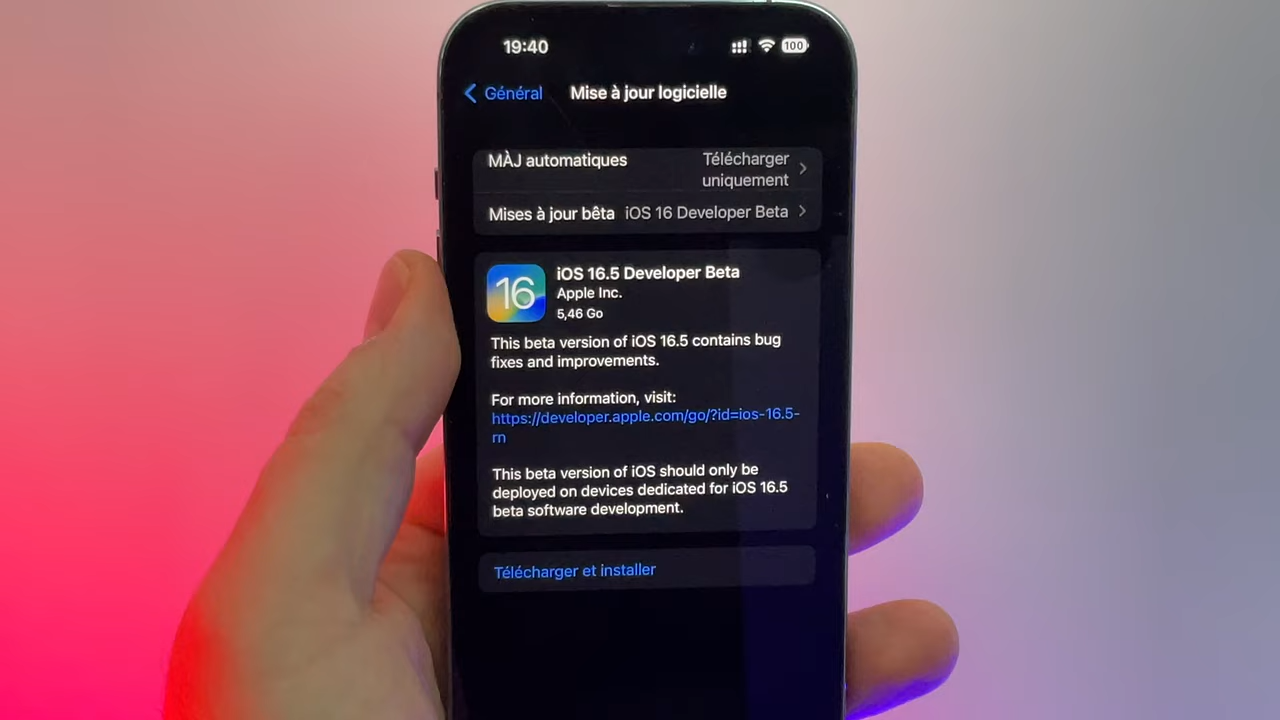 19:40
100
Général
Mise à jour logicielle
MÀJ automatiques
Télécharger
uniquement
Mises à jour bêta iOS 16 Developer Beta
16
iOS 16.5 Developer Beta
Apple Inc.
5,46 Go
This beta version of iOS 16.5 contains bug
fixes and improvements.
For more information, visit:
https://developer.apple.com/go/?id=ios-16.5-
rn
This beta version of iOS should only be
deployed on devices dedicated for iOS 16.5
beta software development.
Télécharger et installer